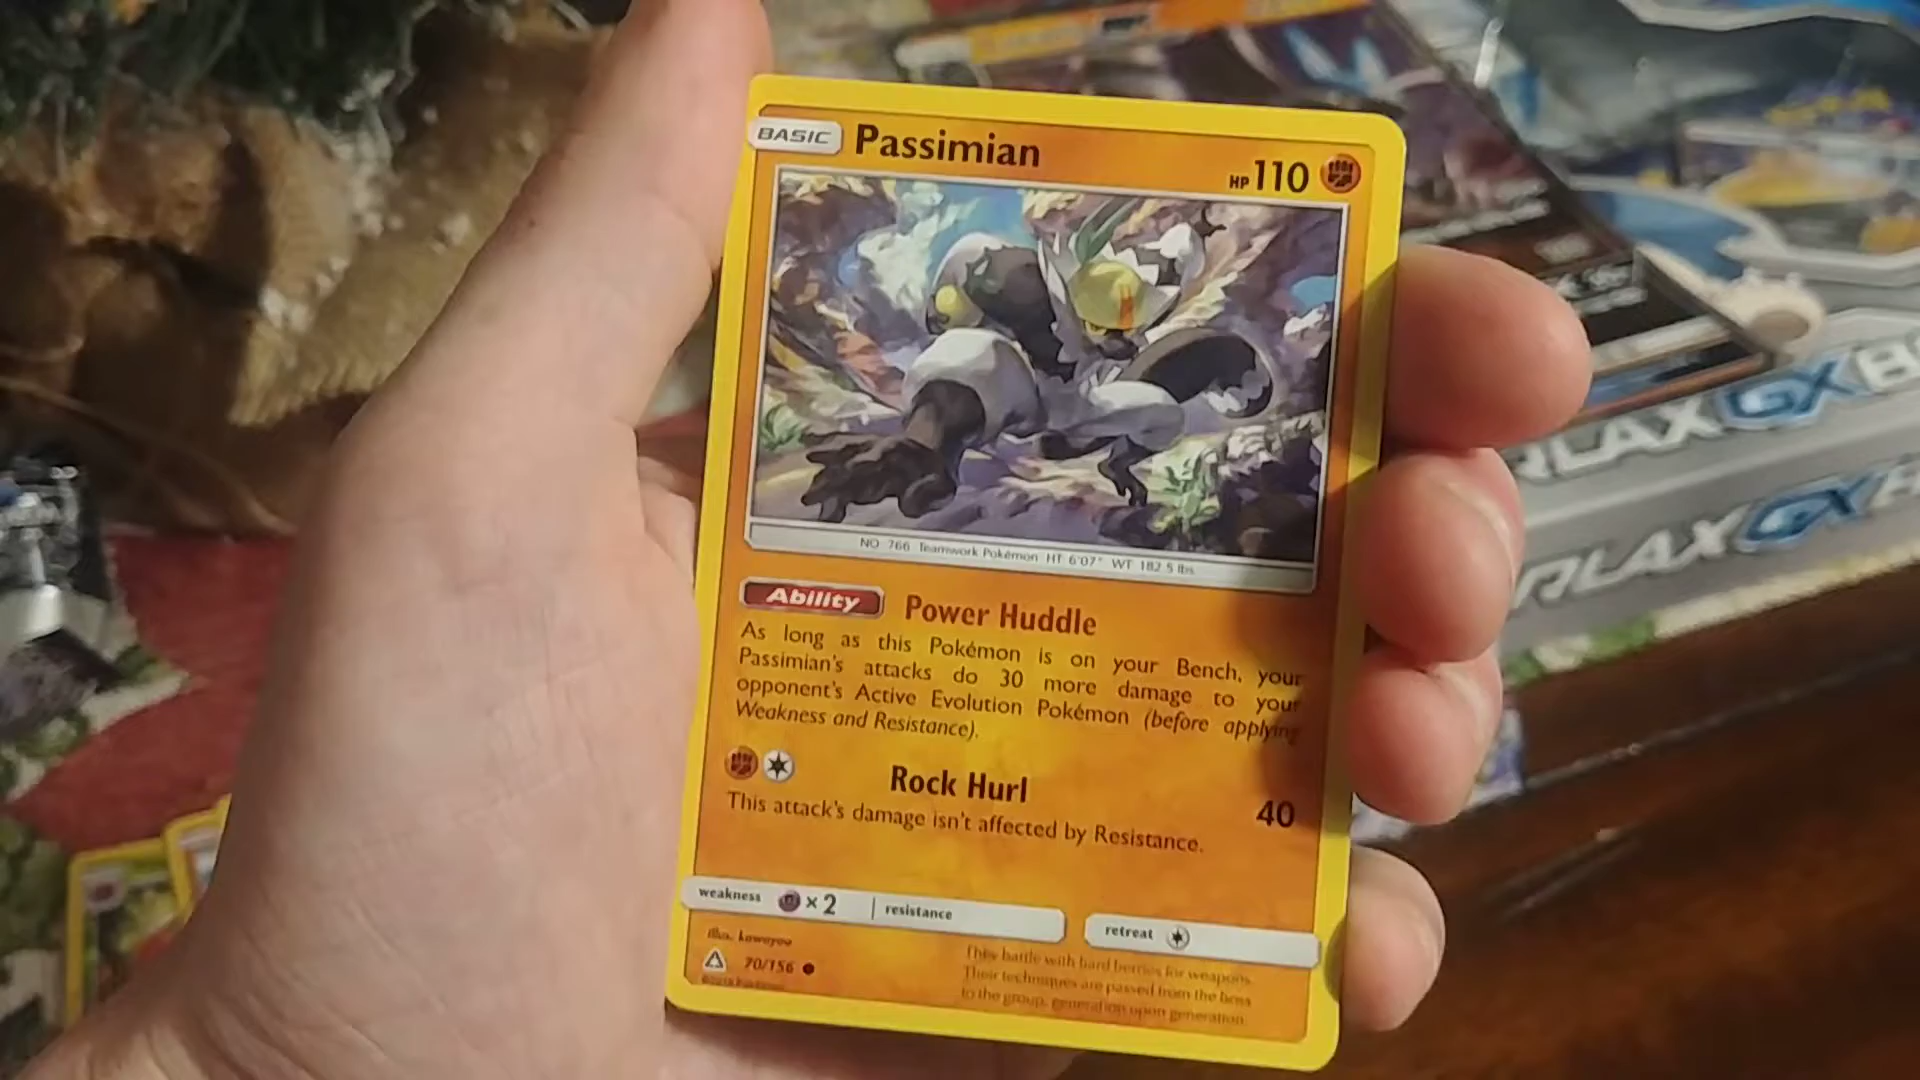 BASIC Passimian HP 110
NO. 766 Teamwork Pokémon HT 6'07" WT 182.5 lbs
Ability Power Huddle
As long as this Pokémon is on your Bench, your
Passimian's attacks do 30 more damage to your
opponent's Active Evolution Pokémon (before applying
Weakness and Resistance).
Rock Hurl 40
This attack's damage isn't affected by Resistance.
weakness ×2 resistance retreat
Illus. kawayoo
70/156
They battle with hard berries for weapons.
Their techniques are passed from the boss
to the group, generation upon generation.
RLAX GX
RLAX GX